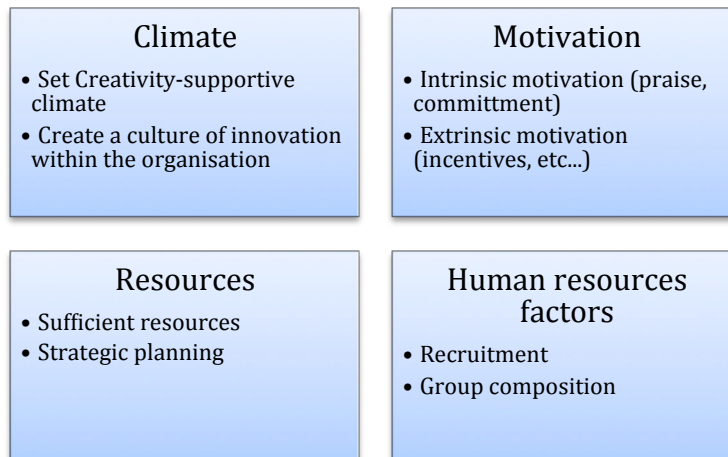 Climate
• Set Creativity-supportive
climate
• Create a culture of innovation
within the organisation
Motivation
• Intrinsic motivation (praise,
committment)
• Extrinsic motivation
(incentives, etc...)
Resources
• Sufficient resources
• Strategic planning
Human resources
factors
• Recruitment
• Group composition